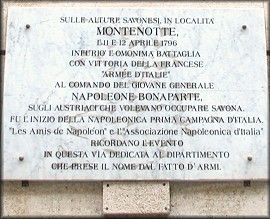 SULLE ALTURE SAVONESI, IN LOCALITÀ
MONTENOTTE,
L'11 E 12 APRILE 1796
INFURIÒ L'OMONIMA BATTAGLIA
CON VITTORIA DELLA FRANCESE
"ARMÉE D'ITALIE"
AL COMANDO DEL GIOVANE GENERALE
NAPOLEONE BONAPARTE,
SUGLI AUSTRIACI CHE VOLEVANO OCCUPARE SAVONA.
FU L'INIZIO DELLA NAPOLEONICA PRIMA CAMPAGNA D'ITALIA.
"Les Amis de Napoléon" e L'"Associazione Napoleonica d'Italia"
RICORDANO L'EVENTO
IN QUESTA VIA DEDICATA AL DIPARTIMENTO
CHE PRESE IL NOME DAL FATTO D'ARMI.